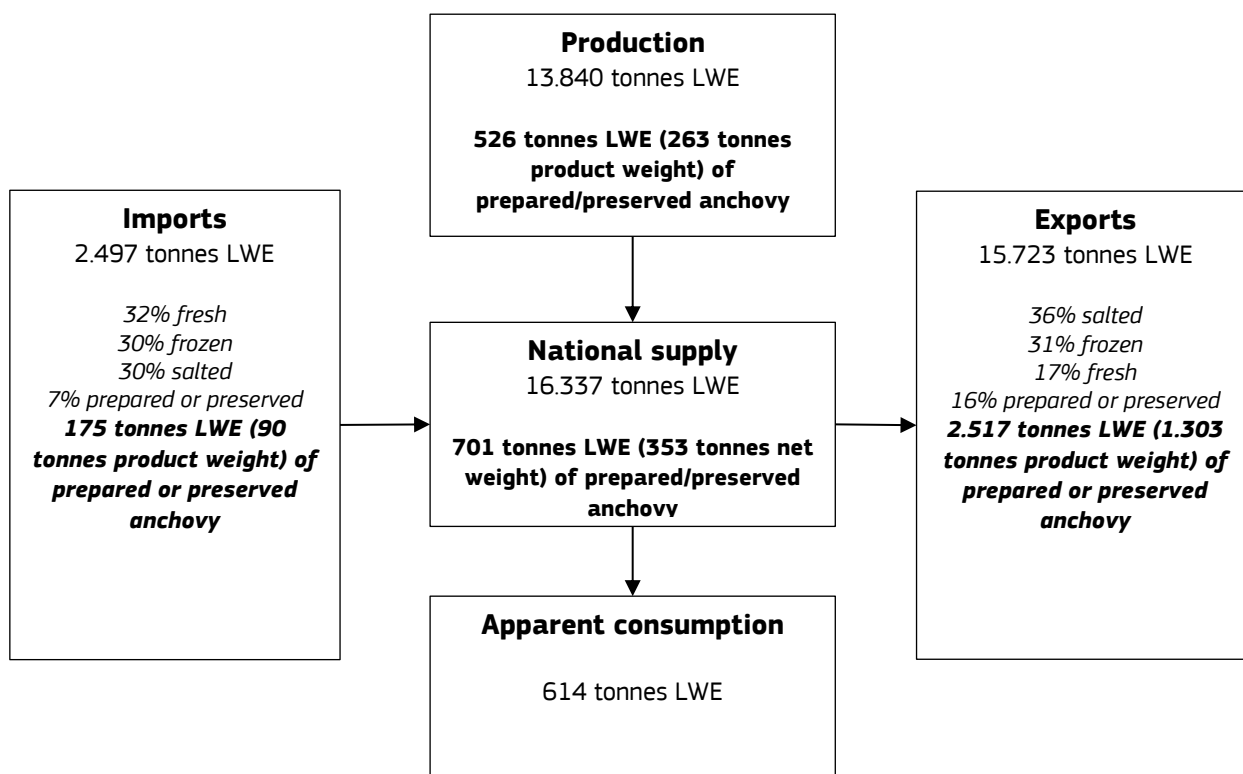 Production
13.840 tonnes LWE
526 tonnes LWE (263 tonnes
product weight) of
prepared/preserved anchovy
Imports
2.497 tonnes LWE
32% fresh
30% frozen
30% salted
7% prepared or preserved
175 tonnes LWE (90
tonnes product weight) of
prepared or preserved
anchovy
National supply
16.337 tonnes LWE
701 tonnes LWE (353 tonnes net
weight) of prepared/preserved
anchovy
Exports
15.723 tonnes LWE
36% salted
31% frozen
17% fresh
16% prepared or preserved
2.517 tonnes LWE (1.303
tonnes product weight) of
prepared or preserved
anchovy
Apparent consumption
614 tonnes LWE